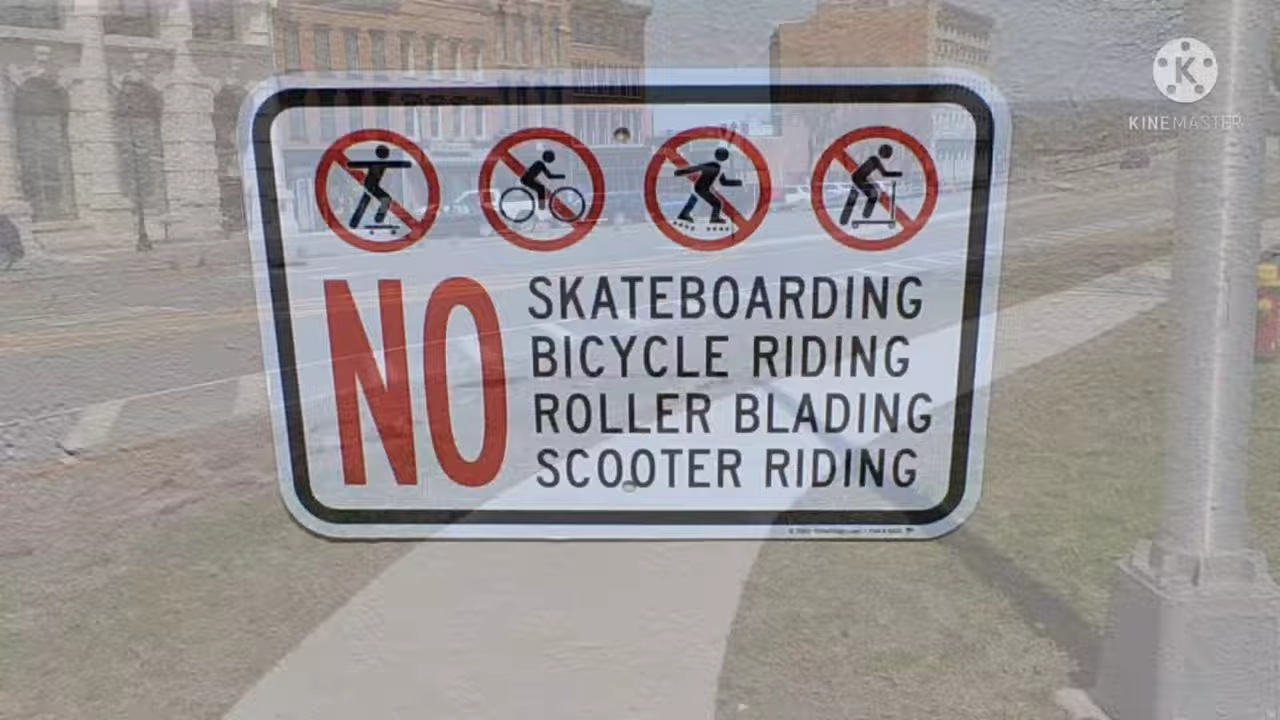 K
KINEMASTER
NO
SKATEBOARDING
BICYCLE RIDING
ROLLER BLADING
SCOOTER RIDING